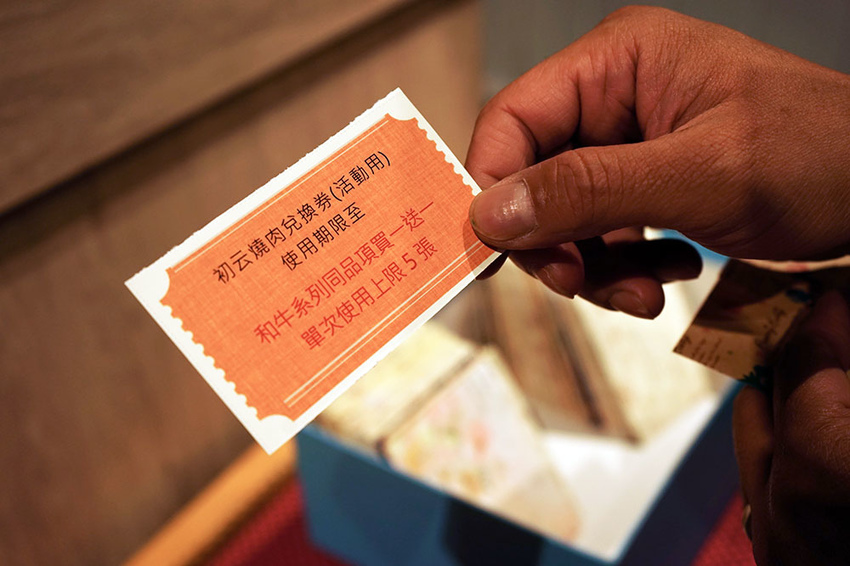 初云燒肉兌換券(活動用)
使用期限至
和牛系列同品項買一送一
單次使用上限5張